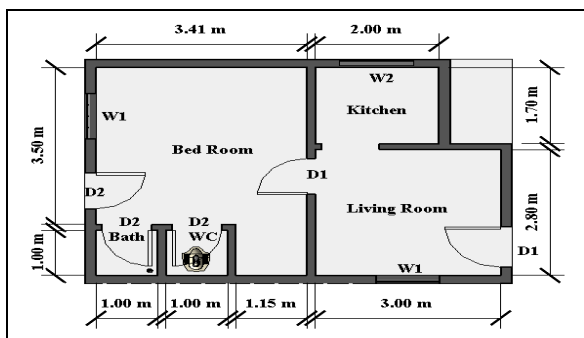 3.41 m 2.00 m
W2
Kitchen
1.70 m
W1
3.50 m
Bed Room
D1
D2
Living Room
2.80 m
D2 D2
Bath WC
D1
1.00 m
W1
1.00 m 1.00 m 1.15 m 3.00 m